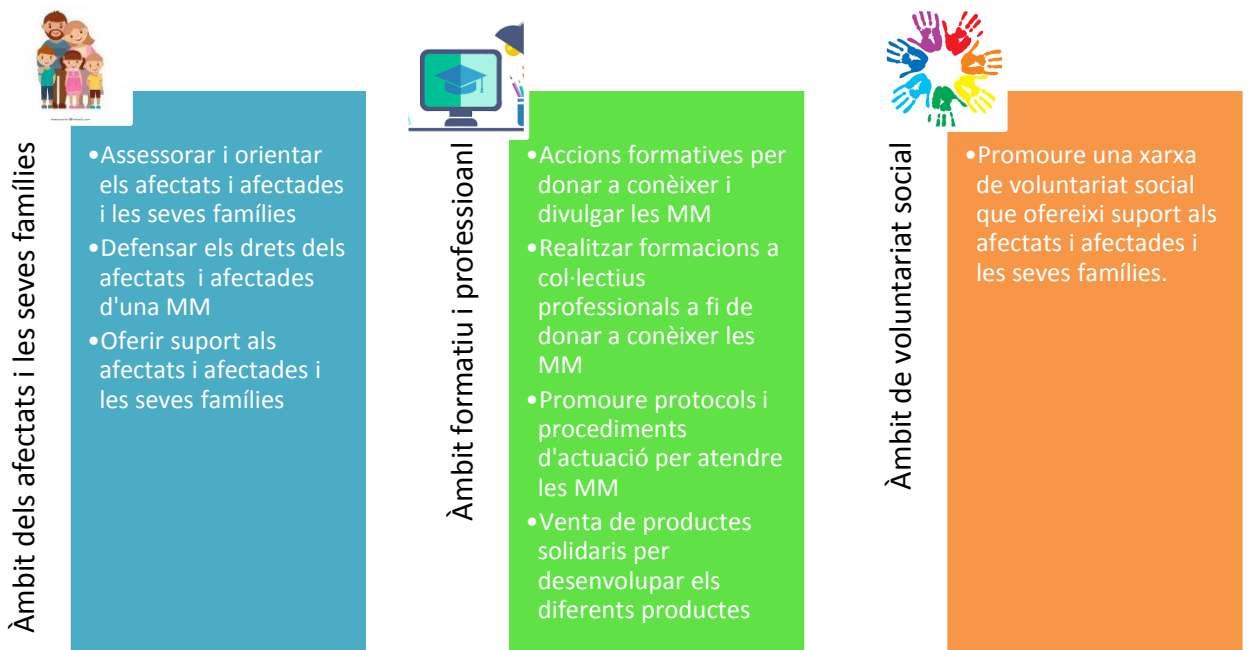 Àmbit dels afectats i les seves famílies
•Assessorar i orientar
els afectats i afectades
i les seves famílies
•Defensar els drets dels
afectats i afectades
d'una MM
•Oferir suport als
afectats i afectades i
les seves famílies
Àmbit formatiu i professioanl
•Accions formatives per
donar a conèixer i
divulgar les MM
•Realitzar formacions a
col·lectius
professionals a fi de
donar a conèixer les
MM
•Promoure protocols i
procediments
d'actuació per atendre
les MM
•Venta de productes
solidaris per
desenvolupar els
diferents productes
Àmbit de voluntariat social
•Promoure una xarxa
de voluntariat social
que ofereixi suport als
afectats i afectades i
les seves famílies.